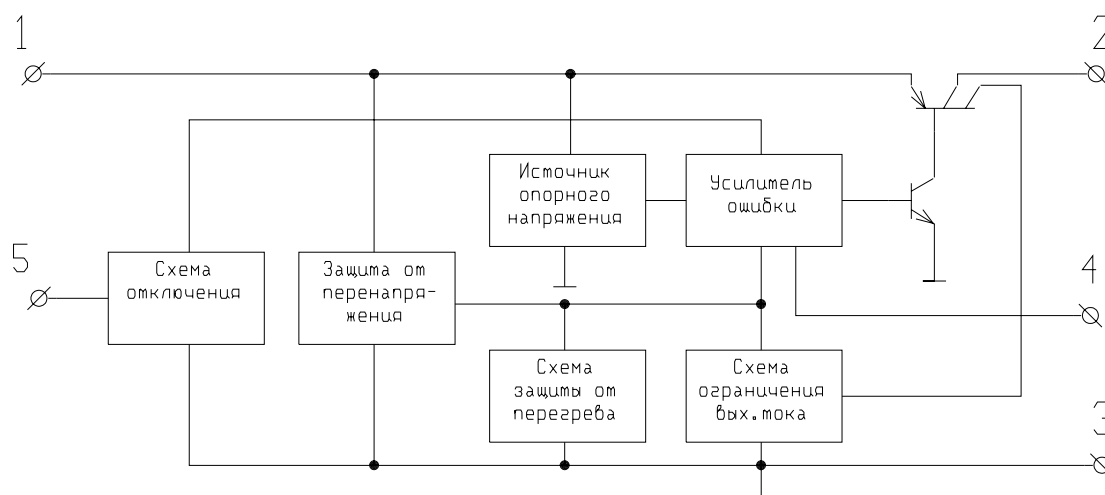 1
2
Источник
опорного
напряжения
Усилитель
ошибки
5
Схема
отключения
Защита от
перенапря-
жения
4
Схема
защиты от
перегрева
Схема
ограничения
вых.тока
3